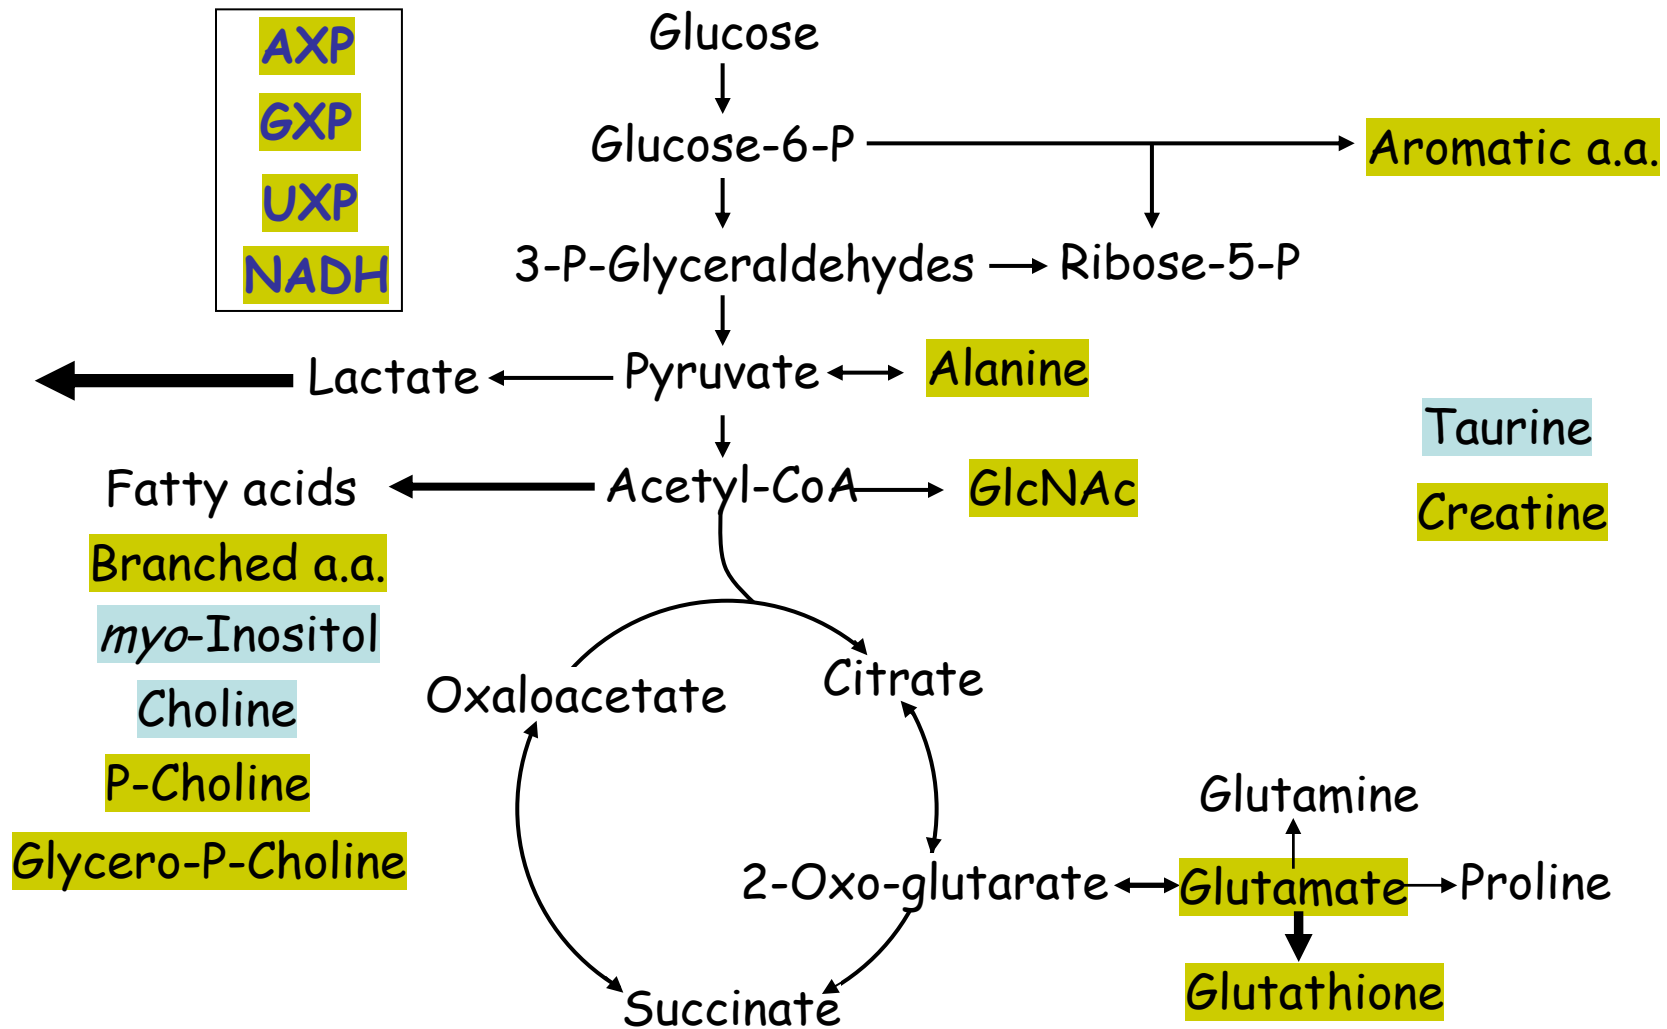 AXP
GXP
UXP
NADH
Glucose
Glucose-6-P
Aromatic a.a.
3-P-Glyceraldehydes
Ribose-5-P
Lactate
Pyruvate
Alanine
Taurine
Fatty acids
Acetyl-CoA
GlcNAc
Creatine
Branched a.a.
myo-Inositol
Choline
P-Choline
Glycero-P-Choline
Oxaloacetate
Citrate
Glutamine
2-Oxo-glutarate
Glutamate
Proline
Succinate
Glutathione